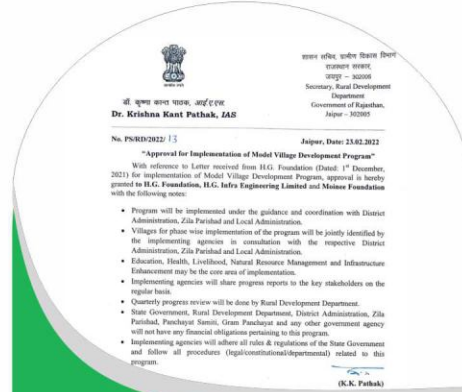 शासन सचिव, ग्रामीण विकास विभाग
राजस्थान सरकार,
जयपुर – 302005
Secretary, Rural Development
Department
Government of Rajasthan,
Jaipur – 302005
डॉ. कृष्णा कान्त पाठक, आई.ए.एस.
Dr. Krishna Kant Pathak, IAS
No. PS/RD/2022/ 13
Jaipur, Date: 23.02.2022
"Approval for Implementation of Model Village Development Program"
With reference to Letter received from H.G. Foundation (Dated: 1st December,
2021) for implementation of Model Village Development Program, approval is hereby
granted to H.G. Foundation, H.G. Infra Engineering Limited and Moinee Foundation
with the following notes:
• Program will be implemented under the guidance and coordination with District
Administration, Zila Parishad and Local Administration.
• Villages for phase wise implementation of the program will be jointly identified by
the implementing agencies in consultation with the respective District
Administration, Zila Parishad and Local Administration.
• Education, Health, Livelihood, Natural Resource Management and Infrastructure
Enhancement may be the core area of implementation.
• Implementing agencies will share progress reports to the key stakeholders on the
regular basis.
• Quarterly progress review will be done by Rural Development Department.
• State Government, Rural Development Department, District Administration, Zila
Parishad, Panchayat Samiti, Gram Panchayat and any other government agency
will not have any financial obligations pertaining to this program.
• Implementing agencies will adhere all rules & regulations of the State Government
and follow all procedures (legal/constitutional/departmental) related to this
program.
(K.K. Pathak)